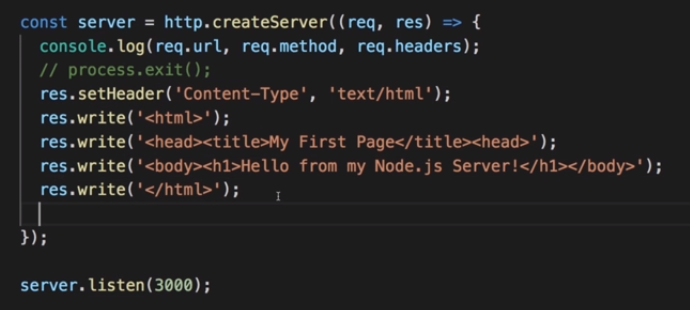 const server = http.createServer((req, res) => {
  console.log(req.url, req.method, req.headers);
  // process.exit();
  res.setHeader('Content-Type', 'text/html');
  res.write('<html>');
  res.write('<head><title>My First Page</title><head>');
  res.write('<body><h1>Hello from my Node.js Server!</h1></body>');
  res.write('</html>');
});
server.listen(3000);